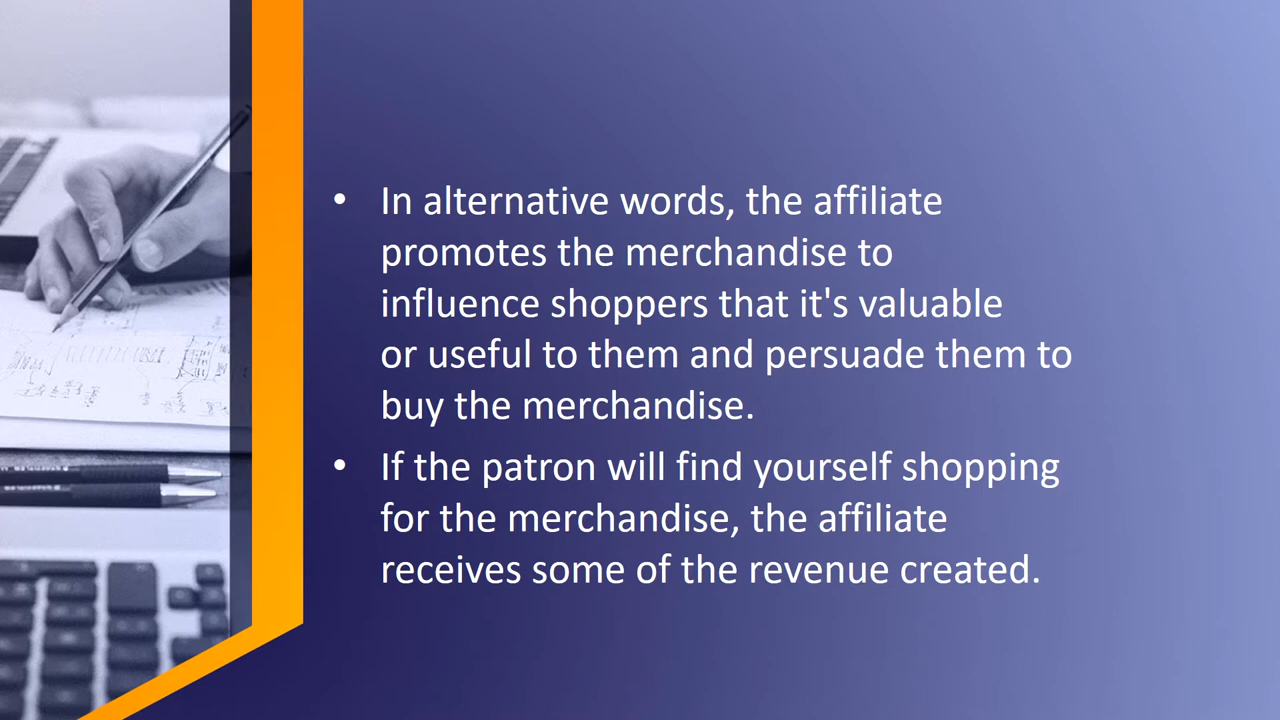 • In alternative words, the affiliate
promotes the merchandise to
influence shoppers that it's valuable
or useful to them and persuade them to
buy the merchandise.
• If the patron will find yourself shopping
for the merchandise, the affiliate
receives some of the revenue created.